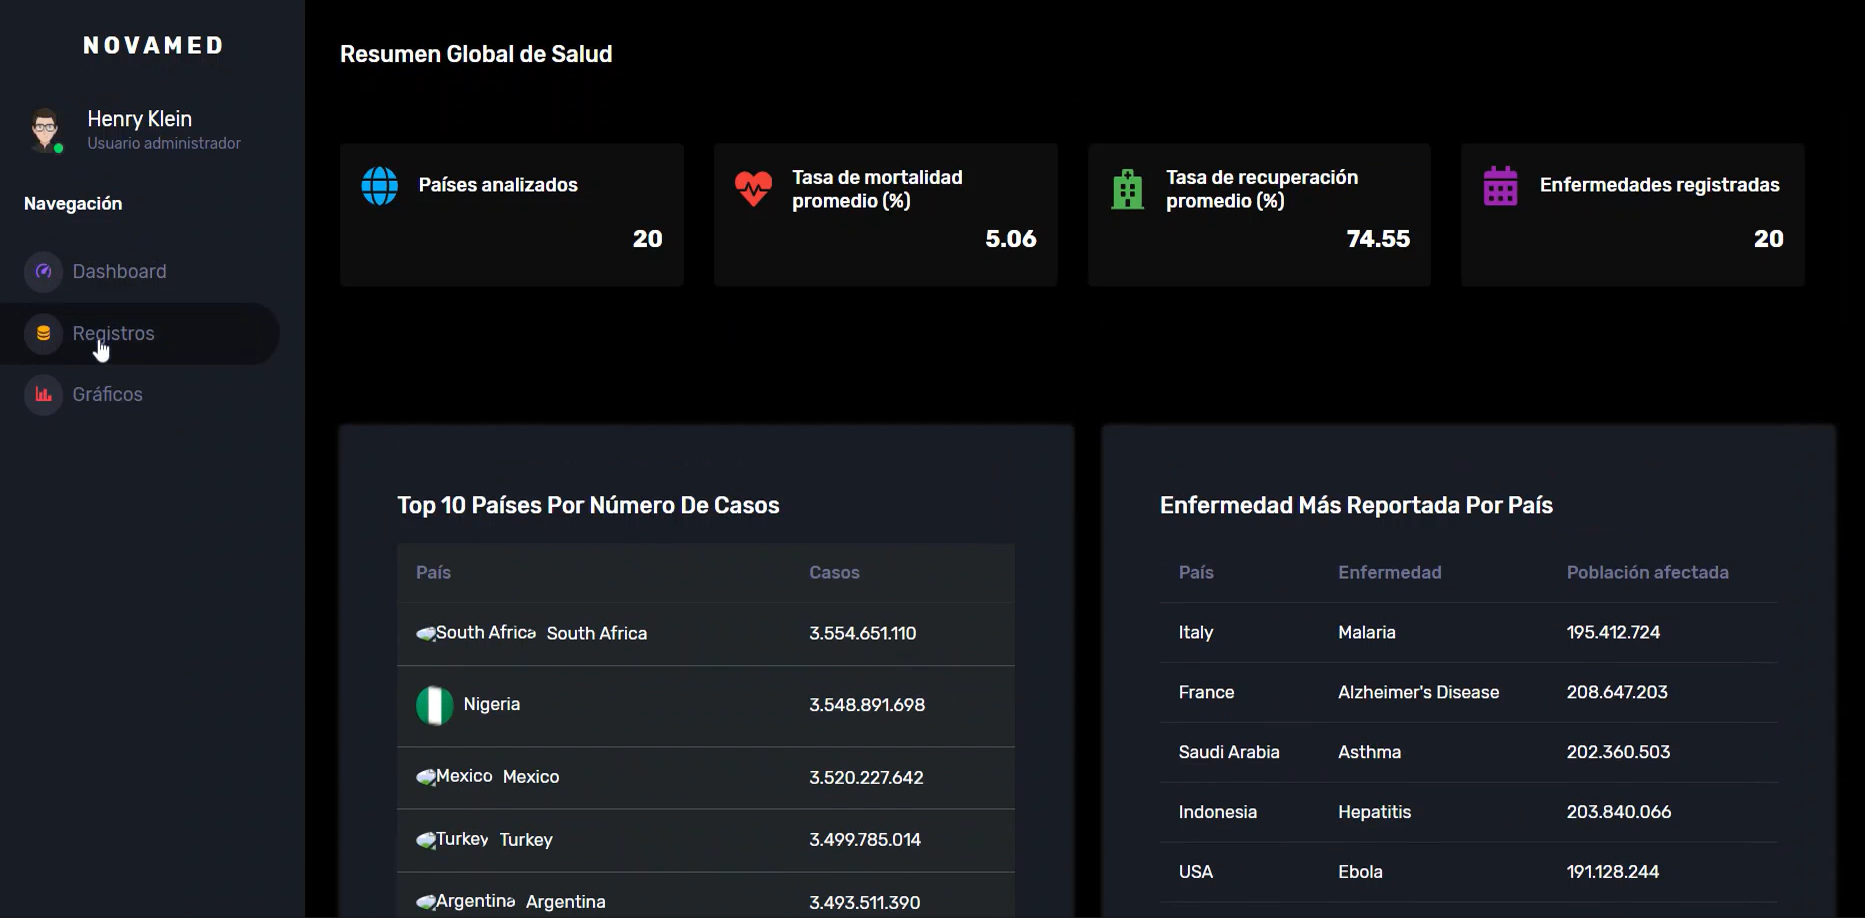 NOVAMED
Henry Klein
Usuario administrador
Navegación
Dashboard
Registros
Gráficos
Resumen Global de Salud
Países analizados
20
Tasa de mortalidad
promedio (%)
5.06
Tasa de recuperación
promedio (%)
74.55
Enfermedades registradas
20
Top 10 Países Por Número De Casos
País Casos
South Africa South Africa 3.554.651.110
Nigeria 3.548.891.698
Mexico Mexico 3.520.227.642
Turkey Turkey 3.499.785.014
Argentina Argentina 3.493.511.390
Enfermedad Más Reportada Por País
País Enfermedad Población afectada
Italy Malaria 195.412.724
France Alzheimer's Disease 208.647.203
Saudi Arabia Asthma 202.360.503
Indonesia Hepatitis 203.840.066
USA Ebola 191.128.244